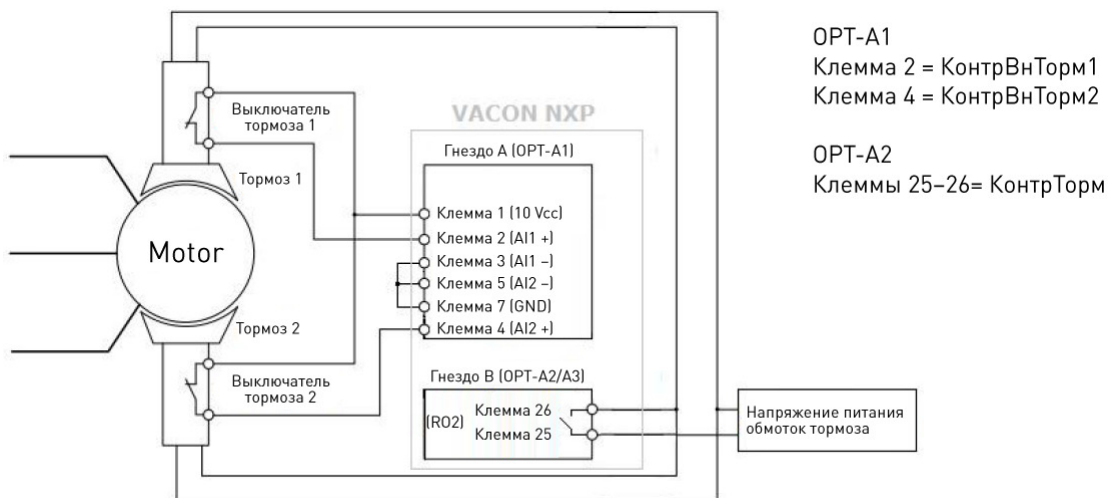 OPT-A1
Клемма 2 = КонтрВнТорм1
Клемма 4 = КонтрВнТорм2
OPT-A2
Клеммы 25–26= КонтрТорм
VACON NXP
Выключатель
тормоза 1
Гнездо A (OPT-A1)
Тормоз 1
Клемма 1 (10 Vcc)
Клемма 2 (AI1 +)
Motor
Клемма 3 (AI1 –)
Клемма 5 (AI2 –)
Клемма 7 (GND)
Клемма 4 (AI2 +)
Тормоз 2
Выключатель
тормоза 2
Гнездо B (OPT-A2/A3)
(RO2)
Клемма 26
Клемма 25
Напряжение питания
обмоток тормоза